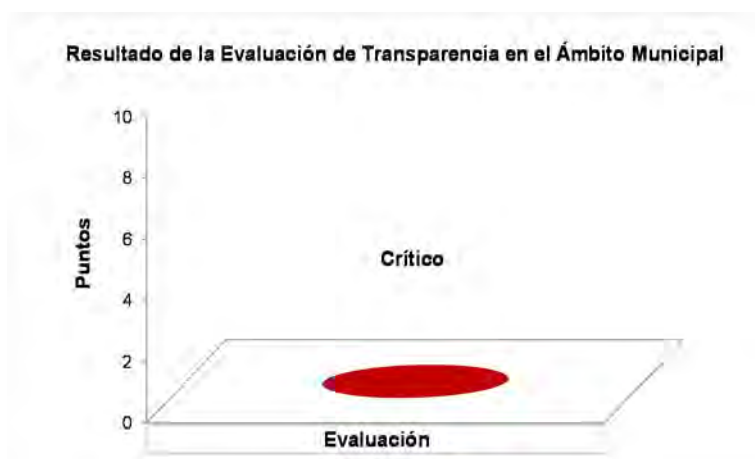 Resultado de la Evaluación de Transparencia en el Ámbito Municipal
10
8
6
4
2
0
Puntos
Crítico
Evaluación